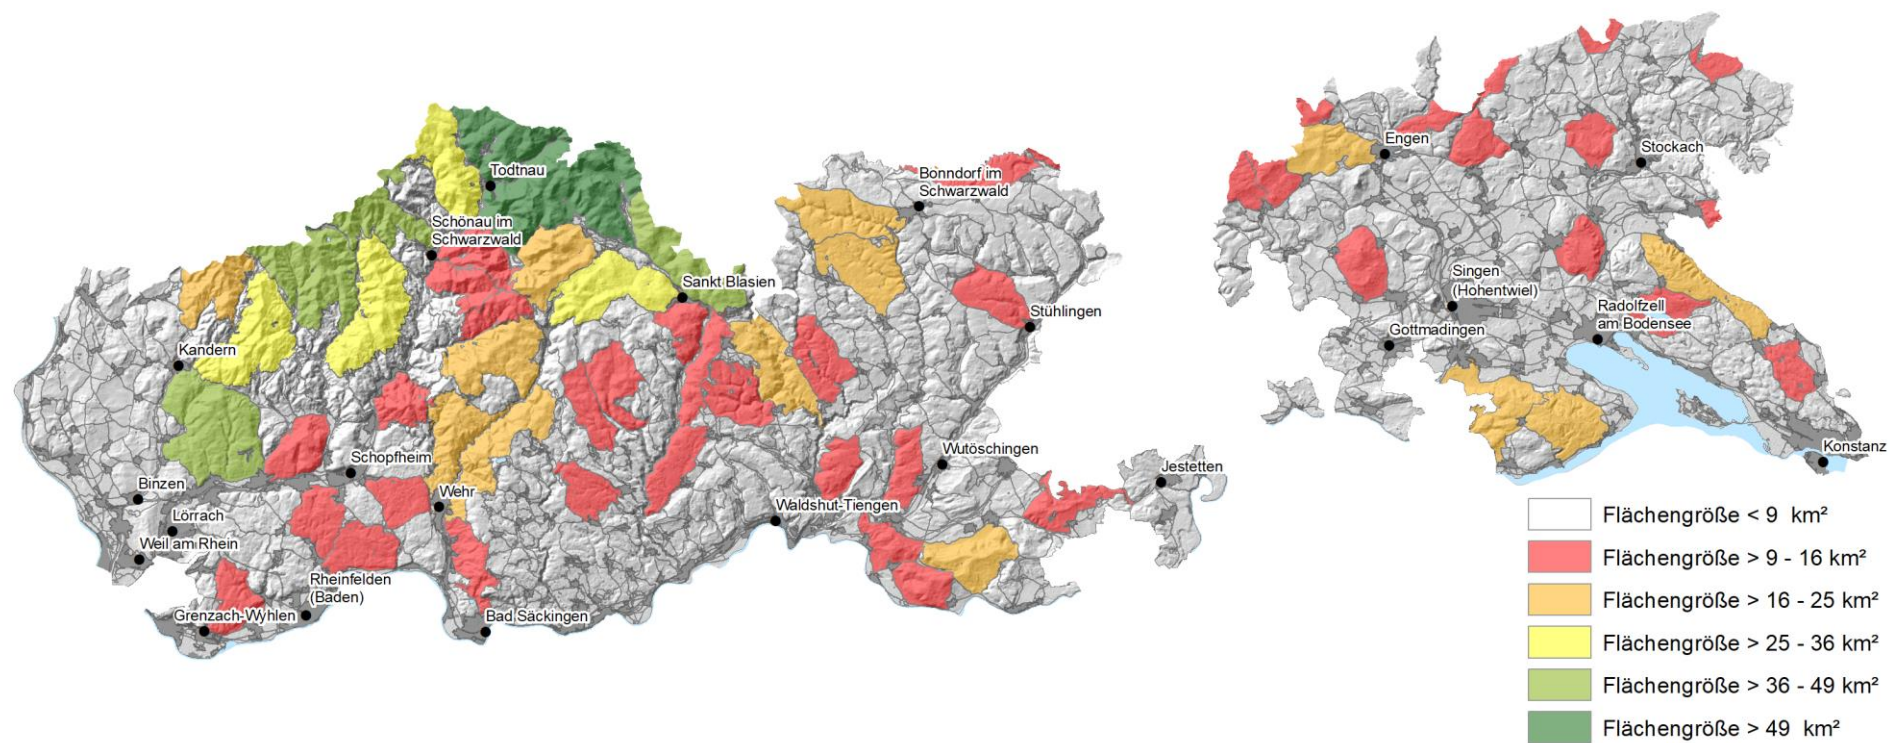 Todtnau
Schönau im
Schwarzwald
Bonndorf im
Schwarzwald
Sankt Blasien
Stühlingen
Kandern
Schopfheim
Wutöschingen
Jestetten
Binzen
Wehr
Lörrach
Waldshut-Tiengen
Weil am Rhein
Rheinfelden
(Baden)
Grenzach-Wyhlen
Bad Säckingen
Engen
Stockach
Singen
(Hohentwiel)
Radolfzell
am Bodensee
Gottmadingen
Konstanz
Flächengröße < 9 km²
Flächengröße > 9 - 16 km²
Flächengröße > 16 - 25 km²
Flächengröße > 25 - 36 km²
Flächengröße > 36 - 49 km²
Flächengröße > 49 km²